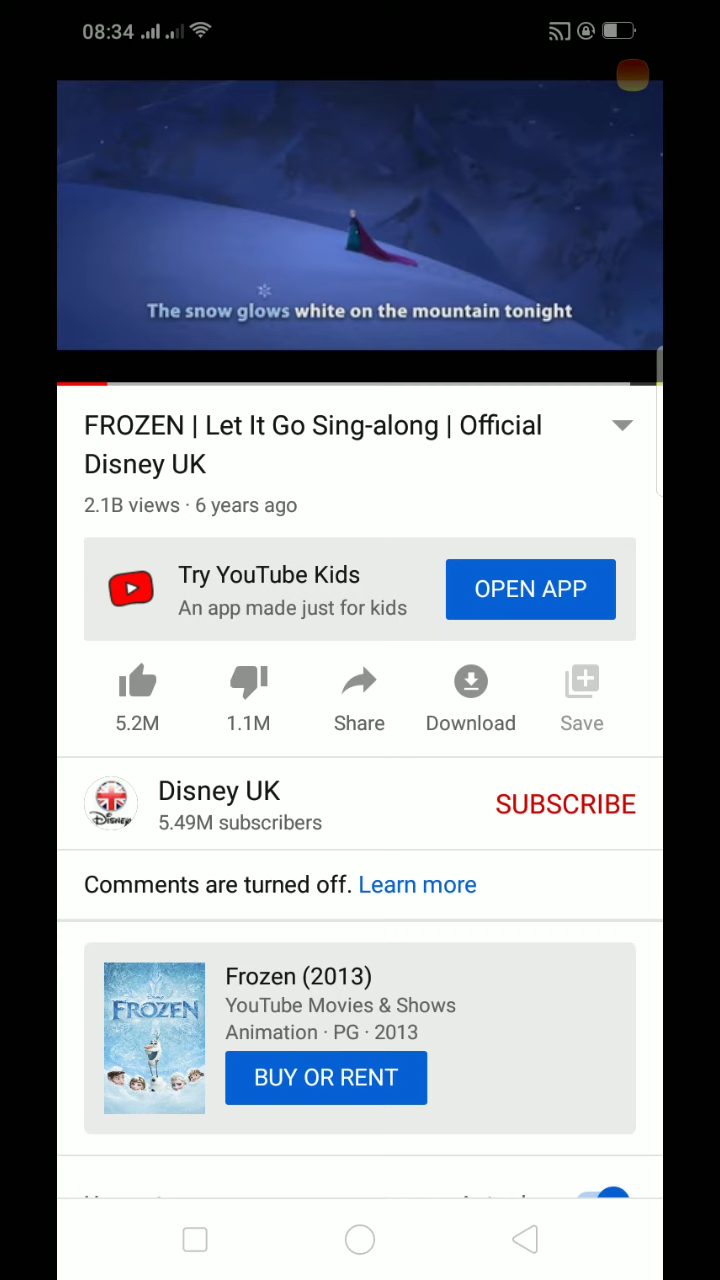 08:34
The snow glows white on the mountain tonight
FROZEN | Let It Go Sing-along | Official
Disney UK
2.1B views · 6 years ago
Try YouTube Kids
An app made just for kids
OPEN APP
5.2M
1.1M
Share
Download
Save
Disney
Disney UK
5.49M subscribers
SUBSCRIBE
Comments are turned off. Learn more
Disney
FROZEN
Frozen (2013)
YouTube Movies & Shows
Animation · PG · 2013
BUY OR RENT